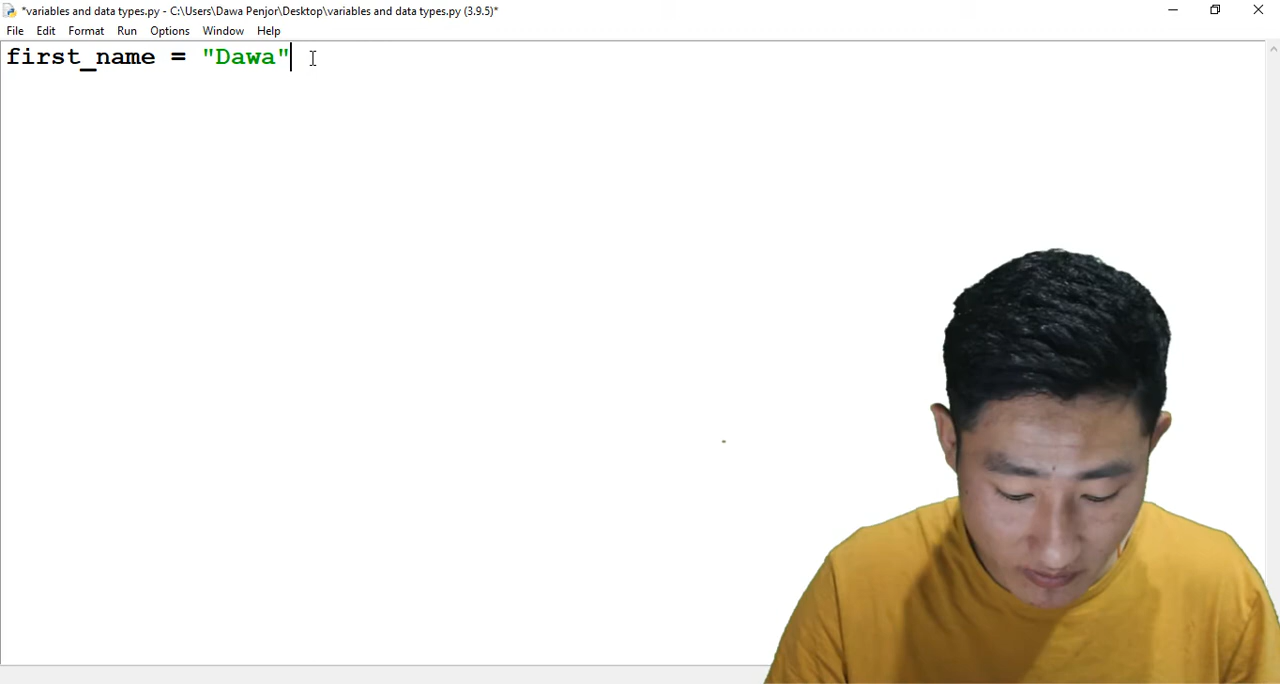 *variables and data types.py - C:\Users\Dawa Penjor\Desktop\variables and data types.py (3.9.5)*
File Edit Format Run Options Window Help
first_name = "Dawa"